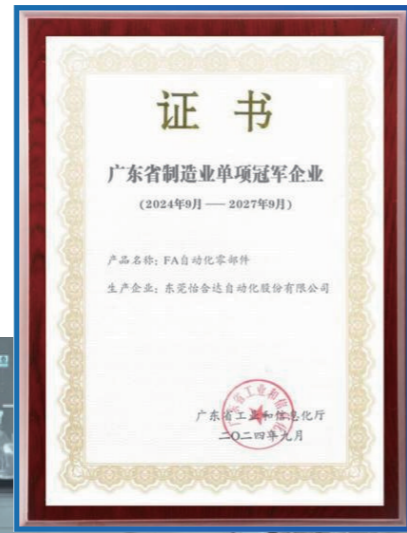 证 书
广东省制造业单项冠军企业
(2024年9月——2027年9月)
产品名称：FA自动化零部件
生产企业：东莞怡合达自动化股份有限公司
广东省工业和信息化厅
二〇二四年九月